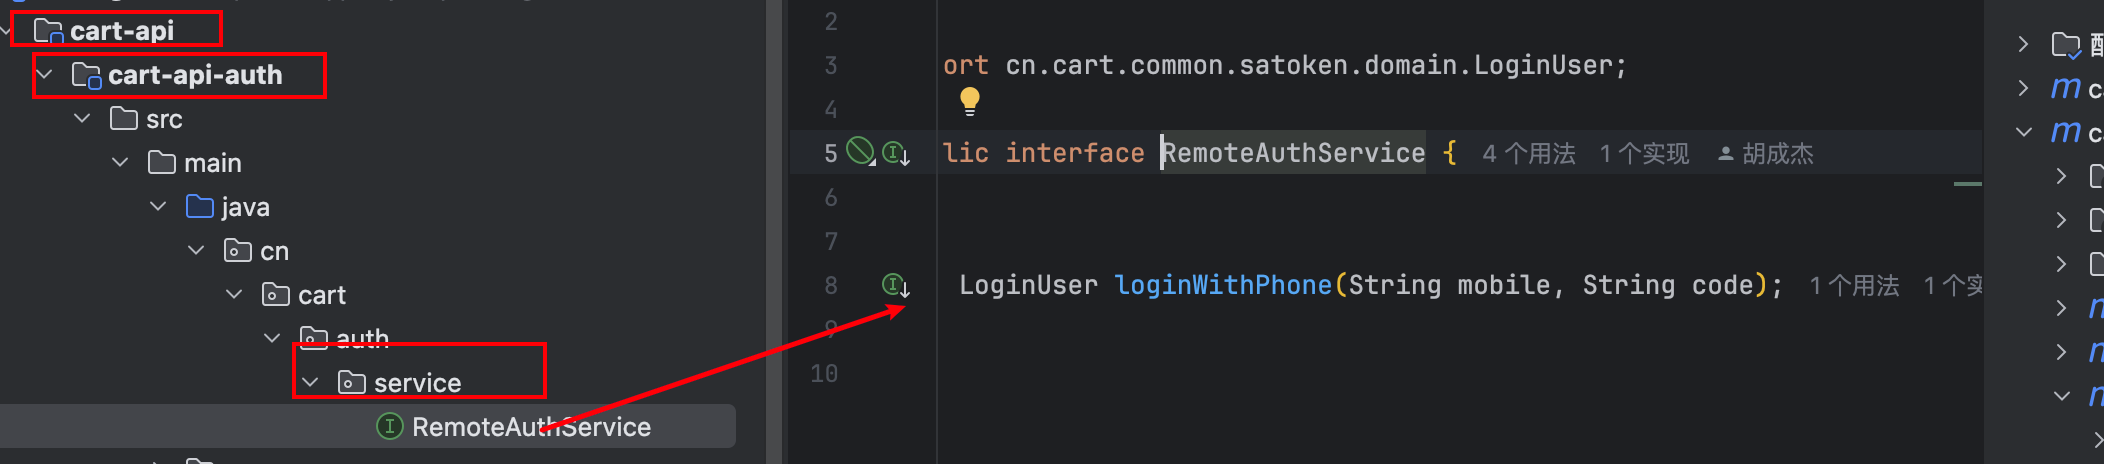 cart-api
cart-api-auth
src
main
java
cn
cart
auth
service
RemoteAuthService
2
3 ort cn.cart.common.satoken.domain.LoginUser;
4
5 lic interface RemoteAuthService { 4 个用法 1 个实现 胡成杰
6
7
8 LoginUser loginWithPhone(String mobile, String code); 1 个用法 1 个实
9
10
m c
m c